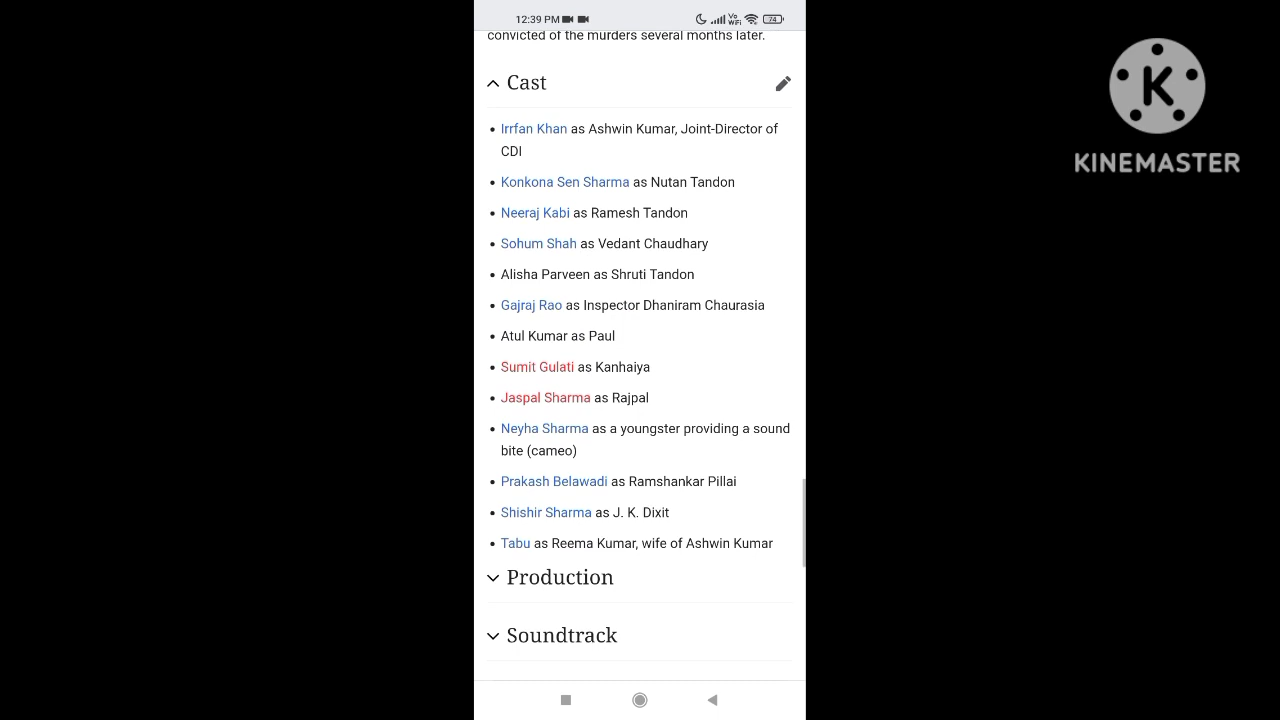 12:39 PM
Vo
WiFi
74
convicted of the murders several months later.
Cast
• Irrfan Khan as Ashwin Kumar, Joint-Director of
CDI
• Konkona Sen Sharma as Nutan Tandon
• Neeraj Kabi as Ramesh Tandon
• Sohum Shah as Vedant Chaudhary
• Alisha Parveen as Shruti Tandon
• Gajraj Rao as Inspector Dhaniram Chaurasia
• Atul Kumar as Paul
• Sumit Gulati as Kanhaiya
• Jaspal Sharma as Rajpal
• Neyha Sharma as a youngster providing a sound
bite (cameo)
• Prakash Belawadi as Ramshankar Pillai
• Shishir Sharma as J. K. Dixit
• Tabu as Reema Kumar, wife of Ashwin Kumar
Production
Soundtrack
K
KINEMASTER